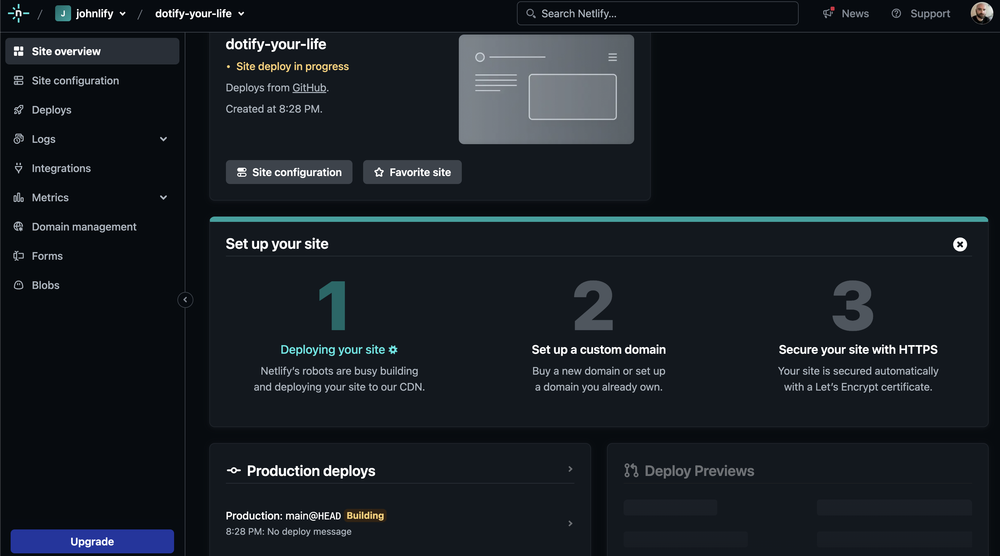 n / J johnlify / dotify-your-life
Search Netlify...
News
Support
Site overview
Site configuration
Deploys
Logs
Integrations
Metrics
Domain management
Forms
Blobs
Upgrade
dotify-your-life
• Site deploy in progress
Deploys from GitHub.
Created at 8:28 PM.
Site configuration
Favorite site
Set up your site
1
Deploying your site
Netlify’s robots are busy building
and deploying your site to our CDN.
2
Set up a custom domain
Buy a new domain or set up
a domain you already own.
3
Secure your site with HTTPS
Your site is secured automatically
with a Let’s Encrypt certificate.
Production deploys
Production: main@HEAD Building
8:28 PM: No deploy message
Deploy Previews